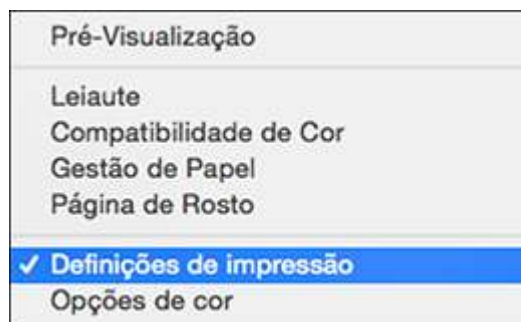 Pré-Visualização
Leiaute
Compatibilidade de Cor
Gestão de Papel
Página de Rosto
✓ Definições de impressão
Opções de cor